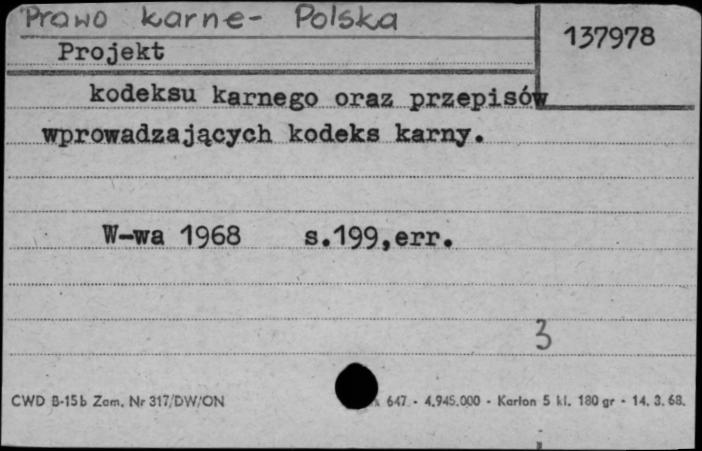 Prawo karne- Polska
137978
Projekt
kodeksu karnego oraz przepisów
wprowadzających kodeks karny.
W-wa 1968 s.199,err.
3
CWD B-15b Zam. Nr 317/DW/ON 647 - 4.945.000 - Karton 5 kl. 180 gr - 14. 3. 68.